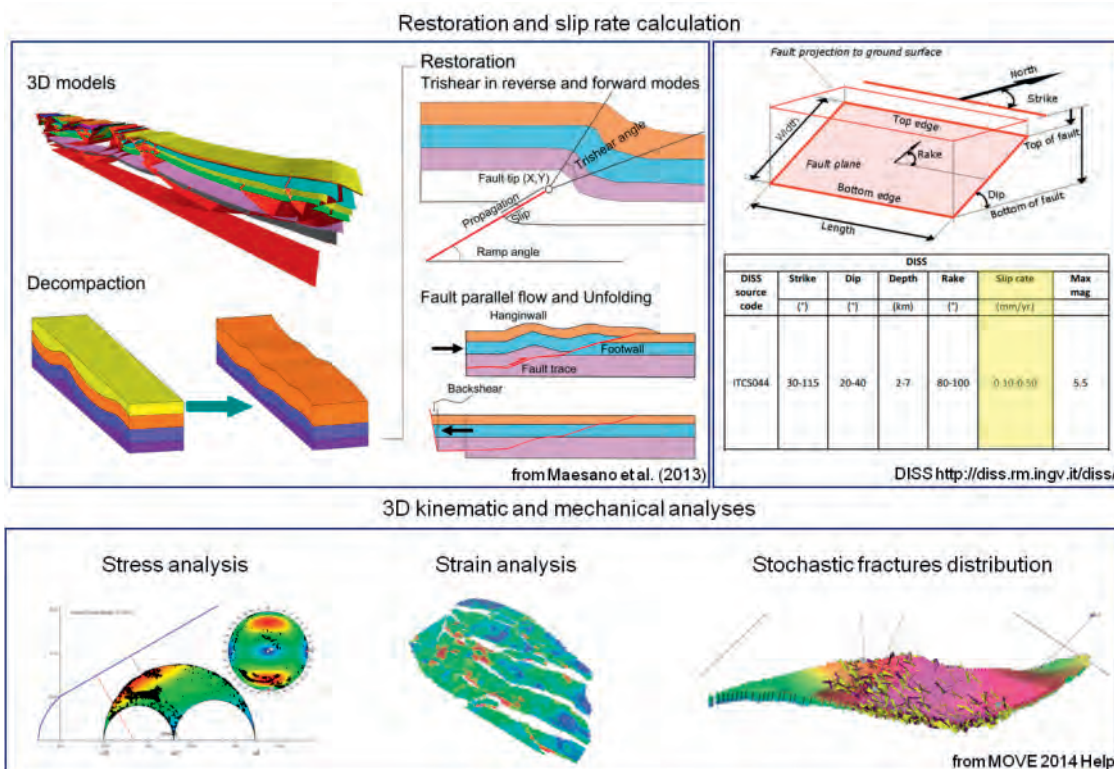 Restoration and slip rate calculation
3D models
Restoration
Trishear in reverse and forward modes
Trishear angle
Fault tip (X,Y)
Propagation
Slip
Ramp angle
Decompaction
Fault parallel flow and Unfolding
Hanginwall
Footwall
Fault trace
Backshear
from Maesano et al. (2013)
Fault projection to ground surface
North
Strike
Top edge
Width
Top of fault
Rake
Fault plane
Dip
Bottom edge
Bottom of fault
Length
DISS
DISS source code Strike Dip Depth Rake Slip rate Max mag
(°) (°) (km) (°) (mm/yr)
ITCS044 30-115 20-40 2-7 80-100 0.10-0.50 5.5
DISS http://diss.rm.ingv.it/diss/
3D kinematic and mechanical analyses
Stress analysis
Strain analysis
Stochastic fractures distribution
from MOVE 2014 Help